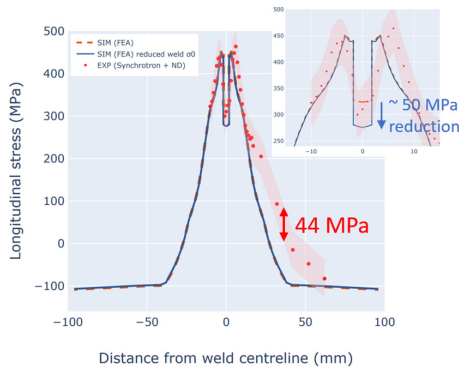 SIM (FEA)
SIM (FEA) reduced weld σ0
EXP (Synchrotron + ND)
500
400
300
200
100
0
−100
−100
−50
0
50
100
Longitudinal stress (MPa)
Distance from weld centreline (mm)
44 MPa
450
400
350
300
250
−10
0
10
~ 50 MPa
reduction